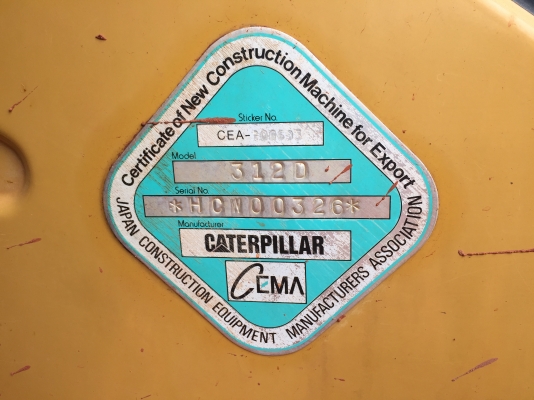 Certificate of New Construction Machine for Export
Sticker No.
CEA-
Model
312D
Serial No.
*HCN00326*
Manufacturer
CATERPILLAR
CEMA
JAPAN CONSTRUCTION EQUIPMENT MANUFACTURERS ASSOCIATION